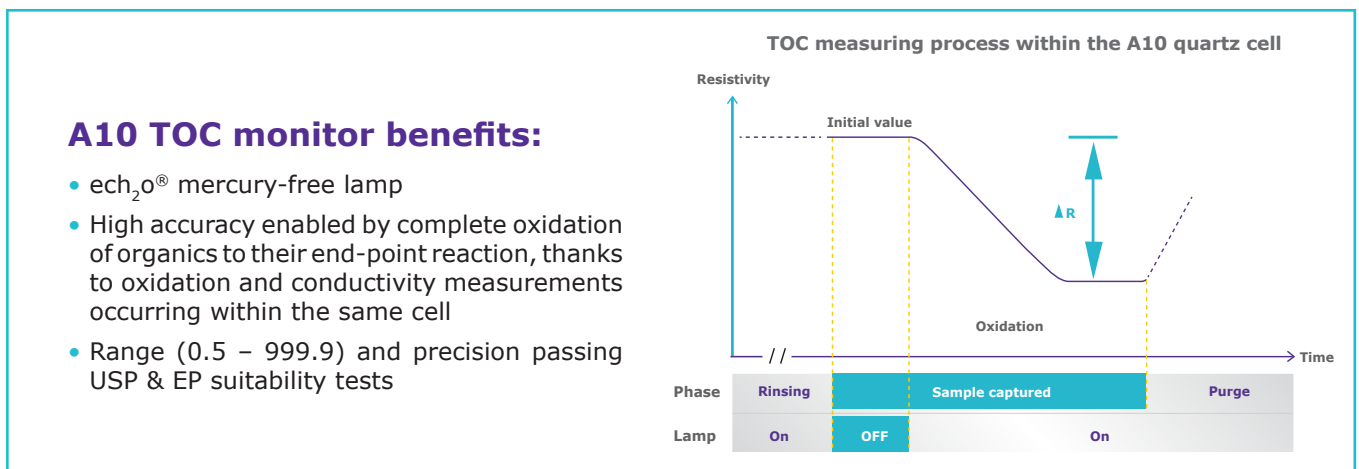 A10 TOC monitor benefits:
• ech₂o® mercury-free lamp
• High accuracy enabled by complete oxidation
of organics to their end-point reaction, thanks
to oxidation and conductivity measurements
occurring within the same cell
• Range (0.5 – 999.9) and precision passing
USP & EP suitability tests
TOC measuring process within the A10 quartz cell
Resistivity
Initial value
▲R
Oxidation
Time
Phase Rinsing Sample captured Purge
Lamp On OFF On